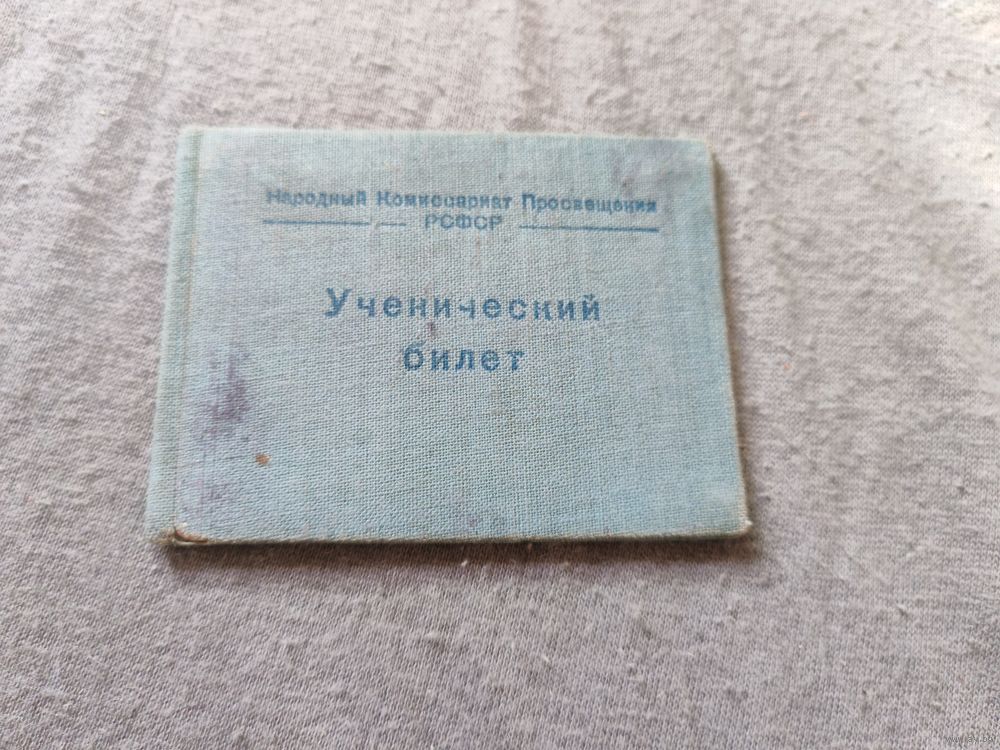 Народный Комиссариат Просвещения
РСФСР
Ученический
билет